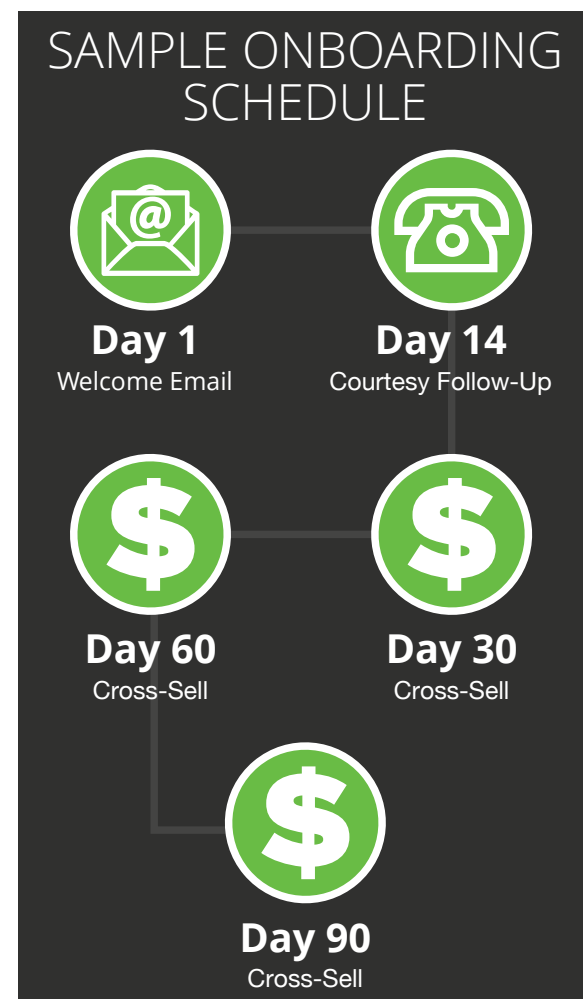 SAMPLE ONBOARDING
SCHEDULE
@
Day 1
Welcome Email
Day 14
Courtesy Follow-Up
$
Day 30
Cross-Sell
$
Day 60
Cross-Sell
$
Day 90
Cross-Sell